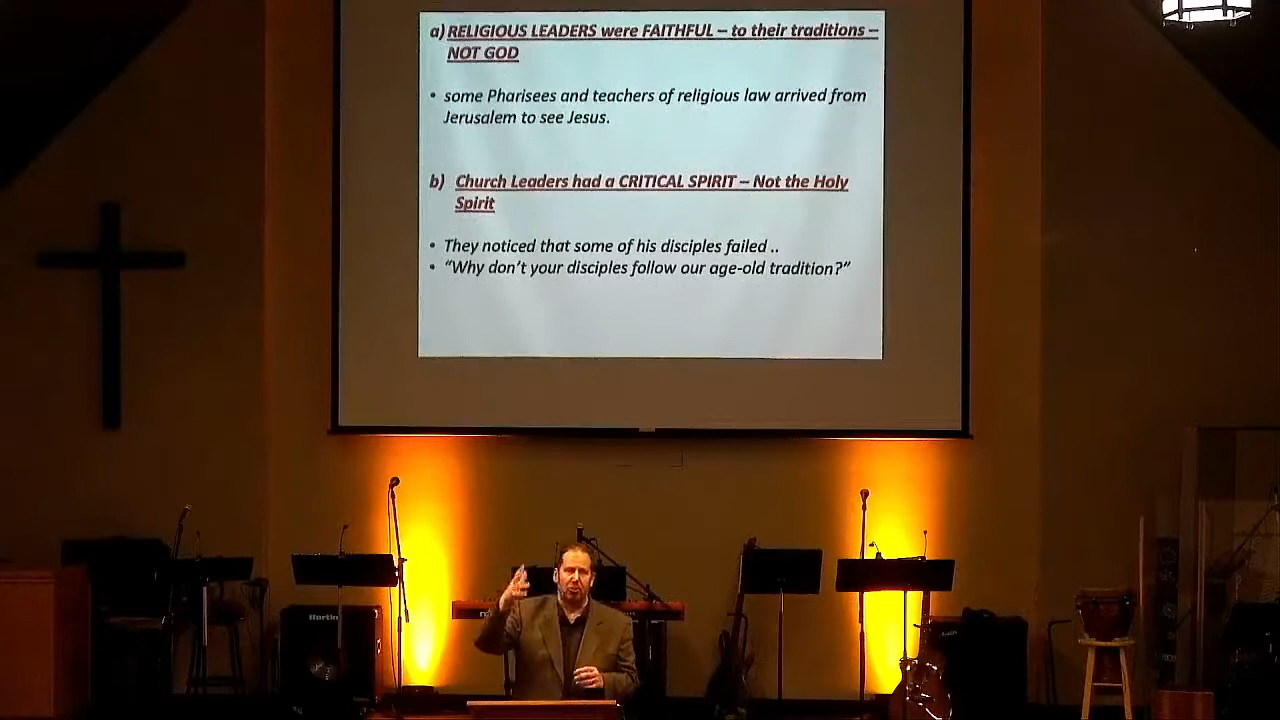 a) RELIGIOUS LEADERS were FAITHFUL – to their traditions –
NOT GOD
• some Pharisees and teachers of religious law arrived from
Jerusalem to see Jesus.
b) Church Leaders had a CRITICAL SPIRIT – Not the Holy
Spirit
• They noticed that some of his disciples failed ..
• “Why don’t your disciples follow our age-old tradition?”